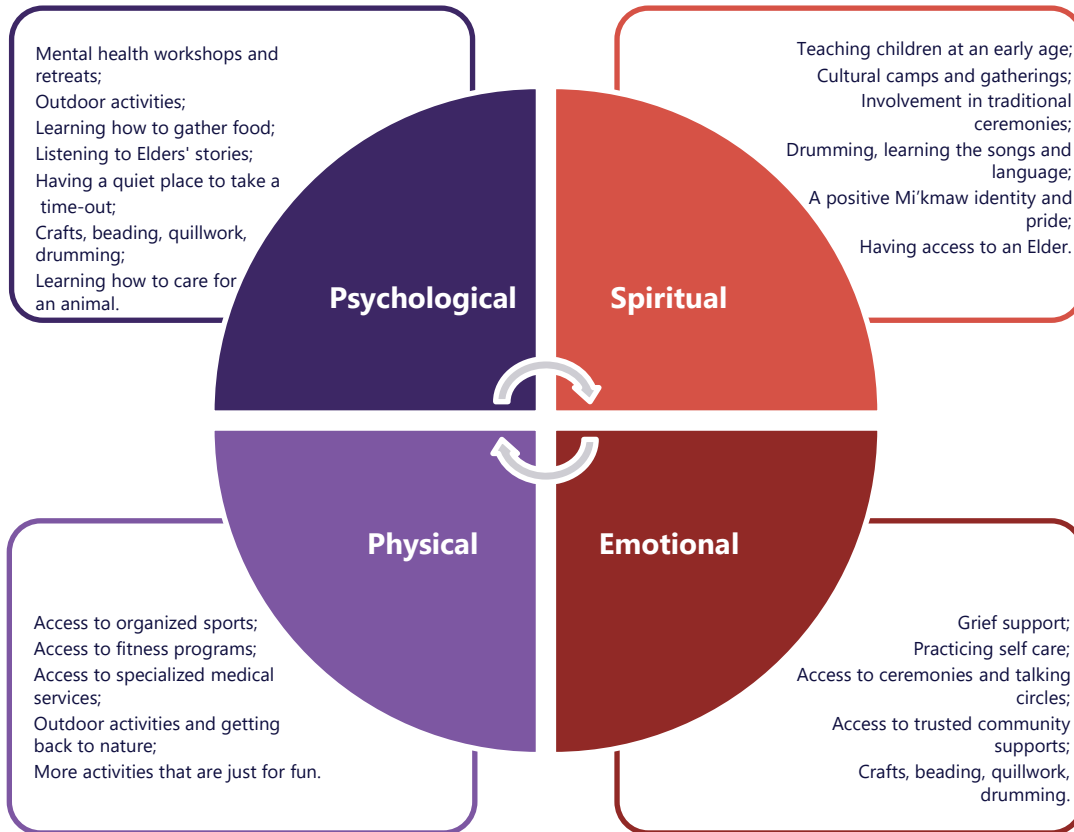 Mental health workshops and
retreats;
Outdoor activities;
Learning how to gather food;
Listening to Elders' stories;
Having a quiet place to take a
time-out;
Crafts, beading, quillwork,
drumming;
Learning how to care for
an animal.
Psychological
Teaching children at an early age;
Cultural camps and gatherings;
Involvement in traditional
ceremonies;
Drumming, learning the songs and
language;
A positive Mi’kmaw identity and
pride;
Having access to an Elder.
Spiritual
Physical
Access to organized sports;
Access to fitness programs;
Access to specialized medical
services;
Outdoor activities and getting
back to nature;
More activities that are just for fun.
Emotional
Grief support;
Practicing self care;
Access to ceremonies and talking
circles;
Access to trusted community
supports;
Crafts, beading, quillwork,
drumming.